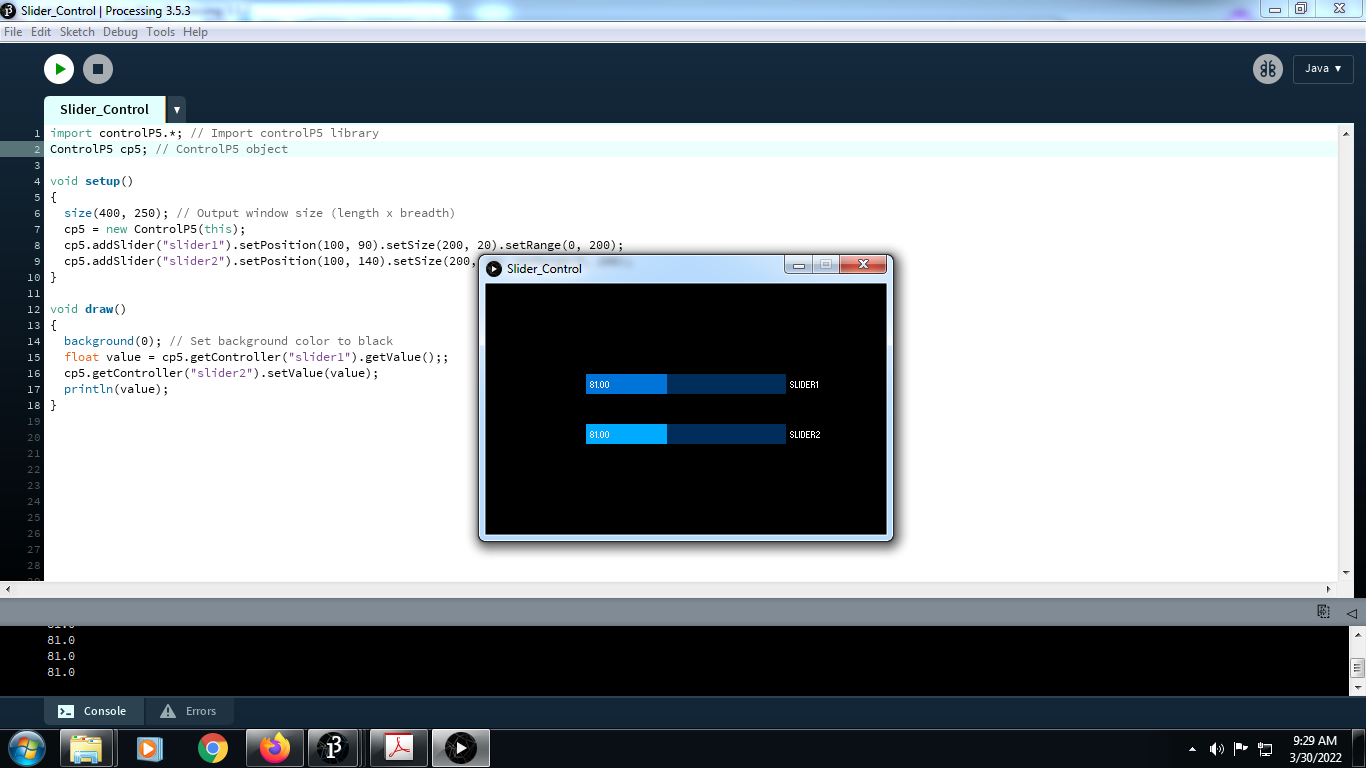 Slider_Control | Processing 3.5.3
File Edit Sketch Debug Tools Help
Java ▾
Slider_Control ▾
1 import controlP5.*; // Import controlP5 library
2 ControlP5 cp5; // ControlP5 object
3
4 void setup()
5 {
6 size(400, 250); // Output window size (length x breadth)
7 cp5 = new ControlP5(this);
8 cp5.addSlider("slider1").setPosition(100, 90).setSize(200, 20).setRange(0, 200);
9 cp5.addSlider("slider2").setPosition(100, 140).setSize(200,
10 }
11
12 void draw()
13 {
14 background(0); // Set background color to black
15 float value = cp5.getController("slider1").getValue();;
16 cp5.getController("slider2").setValue(value);
17 println(value);
18 }
19
20
21
22
23
24
25
26
27
28
Slider_Control
81.00 SLIDER1
81.00 SLIDER2
81.0
81.0
81.0
81.0
Console Errors
9:29 AM
3/30/2022